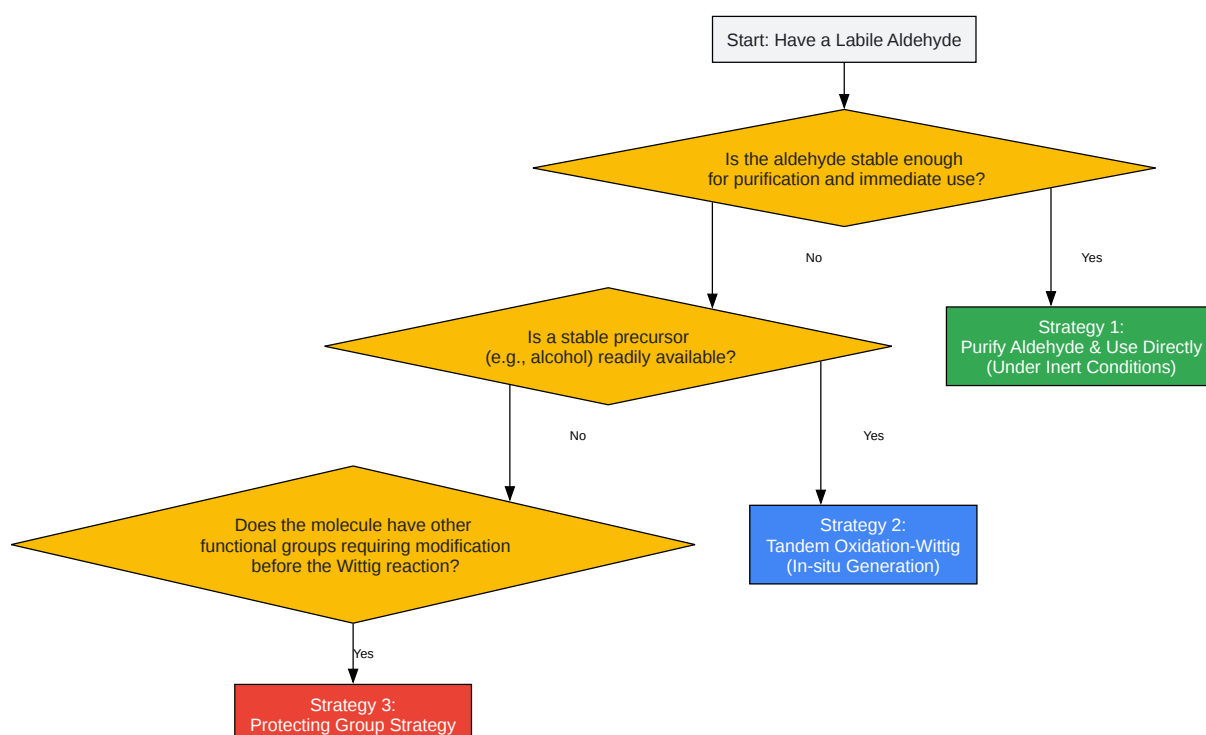 Start: Have a Labile Aldehyde
Is the aldehyde stable enough
for purification and immediate use?
No
Yes
Is a stable precursor
(e.g., alcohol) readily available?
Strategy 1:
Purify Aldehyde & Use Directly
(Under Inert Conditions)
No
Yes
Does the molecule have other
functional groups requiring modification
before the Wittig reaction?
Strategy 2:
Tandem Oxidation-Wittig
(In-situ Generation)
Yes
Strategy 3:
Protecting Group Strategy